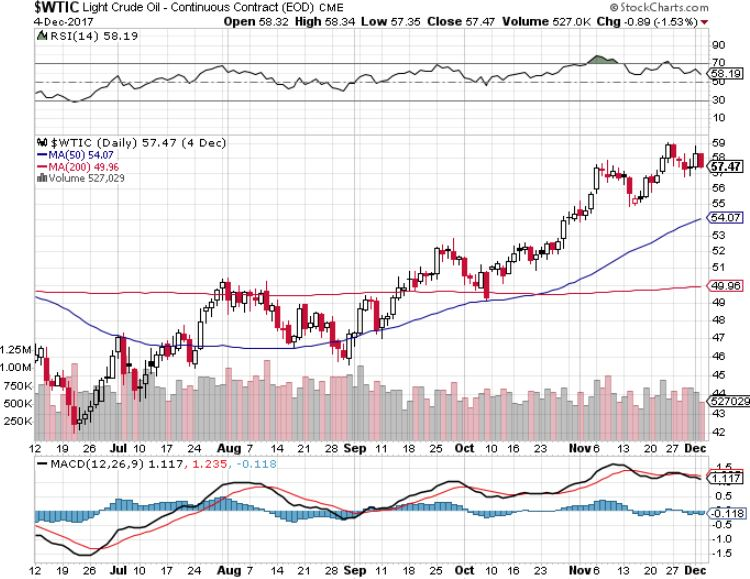 $WTIC Light Crude Oil - Continuous Contract (EOD) CME © StockCharts.com
4-Dec-2017 Open 58.32 High 58.34 Low 57.35 Close 57.47 Volume 527.0K Chg -0.89 (-1.53%)
RSI(14) 58.19
90
70
58.19
50
30
10
$WTIC (Daily) 57.47 (4 Dec)
MA(50) 54.07
MA(200) 49.96
Volume 527,029
59
58
57.47
57
56
55
54.07
53
52
51
49.96
49
48
47
46
45
44
43
42
1.25M
1.00M
750K
500K
250K
527029
12 19 26 Jul 10 17 24 Aug 7 14 21 28 Sep 11 18 25 Oct 10 16 23 Nov 6 13 20 27 Dec
MACD(12,26,9) 1.117, 1.235, -0.118
1.5
1.117
0.5
0.0
-0.118
-0.5
-1.0
-1.5
12 19 26 Jul 10 17 24 Aug 7 14 21 28 Sep 11 18 25 Oct 10 16 23 Nov 6 13 20 27 Dec